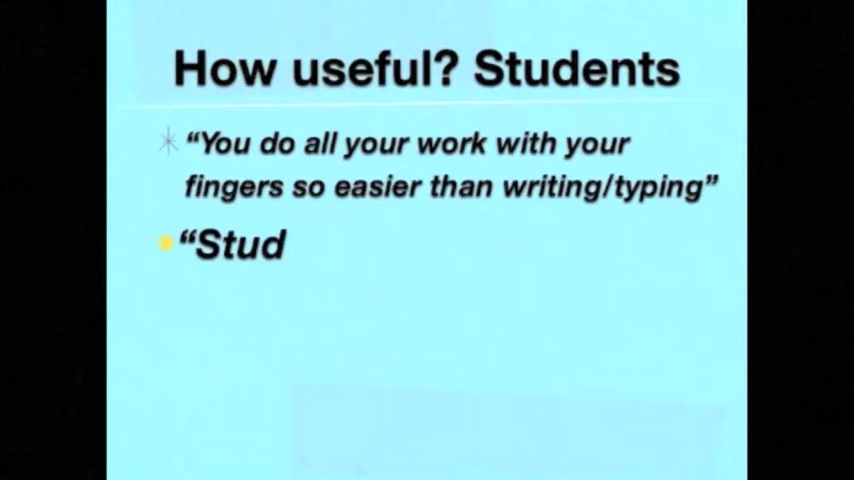 How useful? Students
“You do all your work with your
fingers so easier than writing/typing”
“Stud